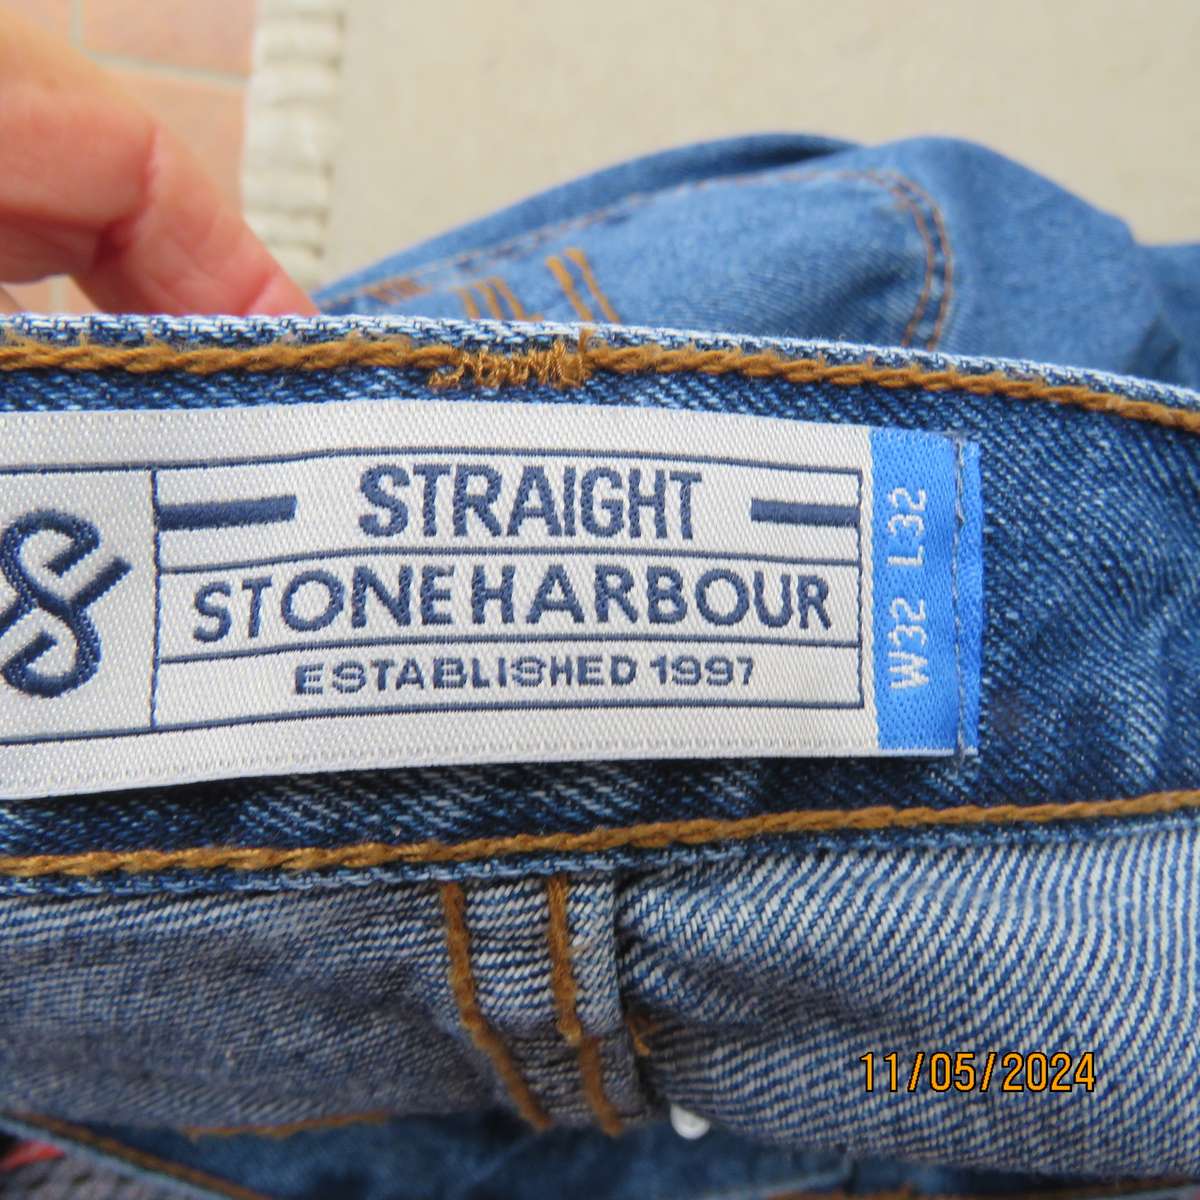 STRAIGHT
STONEHARBOUR
ESTABLISHED 1997
W32 L32
11/05/2024